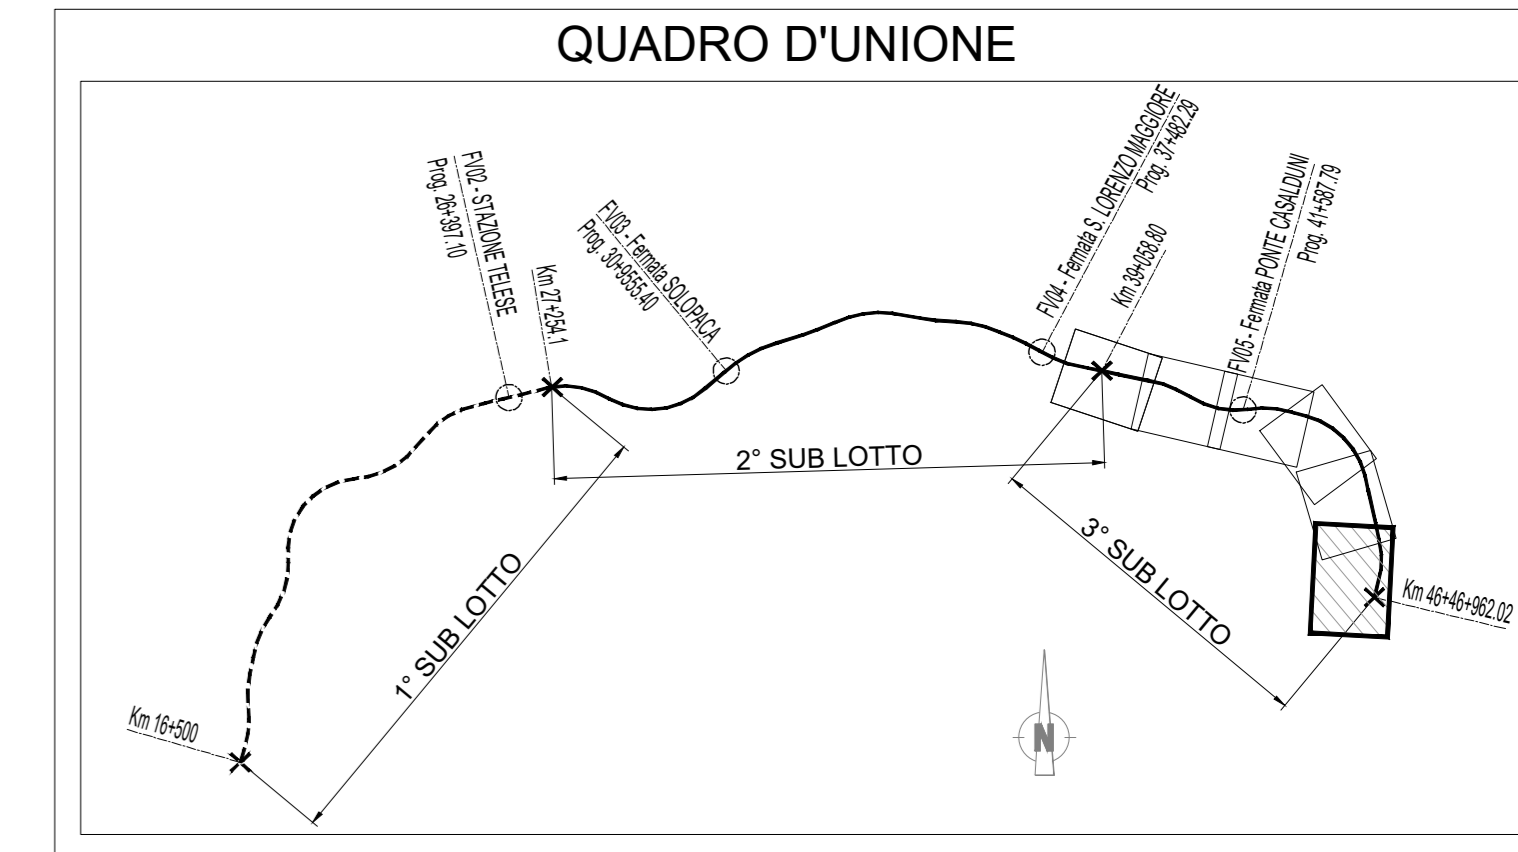 QUADRO D'UNIONE
FV02 - STAZIONE TELESE
Prog. 26+397.10
Km 27+254.1
FV03 - Fermata SOLOPACA
Prog. 30+9555.40
FV04 - Fermata S. LORENZO MAGGIORE
Prog. 37+482.29
Km 39+058.80
FV05 - Fermata PONTE CASALDUNI
Prog. 41+587.79
2° SUB LOTTO
1° SUB LOTTO
3° SUB LOTTO
Km 46+46+962.02
Km 16+500
N